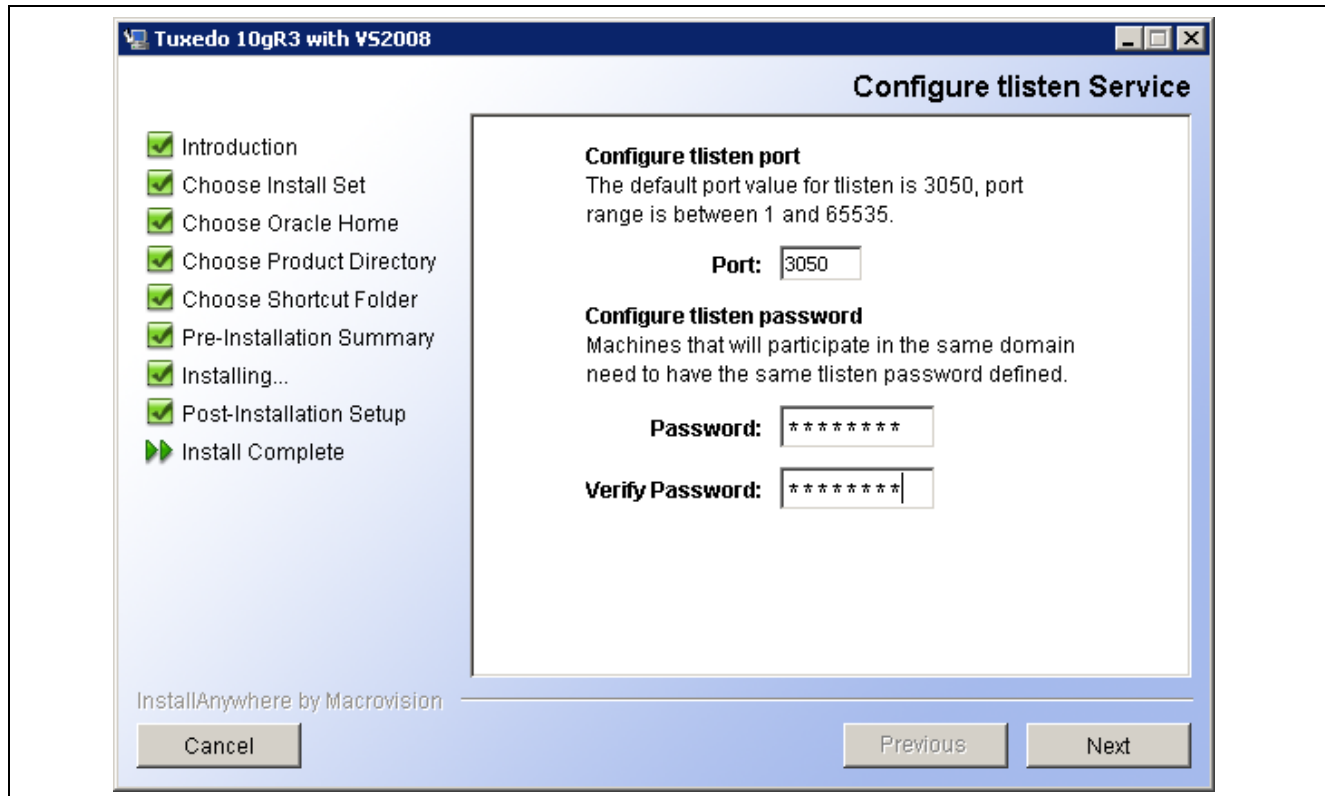 Tuxedo 10gR3 with VS2008
Configure tlisten Service
Introduction
Choose Install Set
Choose Oracle Home
Choose Product Directory
Choose Shortcut Folder
Pre-Installation Summary
Installing...
Post-Installation Setup
Install Complete
Configure tlisten port
The default port value for tlisten is 3050, port
range is between 1 and 65535.
Port: 3050
Configure tlisten password
Machines that will participate in the same domain
need to have the same tlisten password defined.
Password: ********
Verify Password: ********
InstallAnywhere by Macrovision
Cancel
Previous
Next